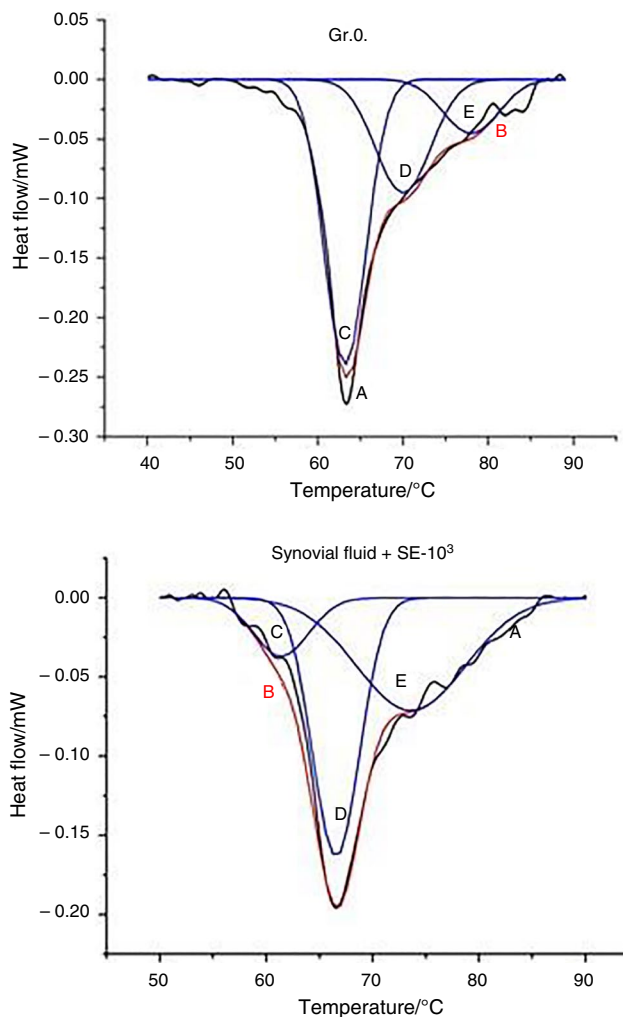 Gr.0.
0.05
0.00
– 0.05
– 0.10
– 0.15
– 0.20
– 0.25
– 0.30
Heat flow/mW
E
B
D
C
A
40 50 60 70 80 90
Temperature/°C
Synovial fluid + SE-10³
0.00
– 0.05
– 0.10
– 0.15
– 0.20
Heat flow/mW
C
A
B
E
D
50 60 70 80 90
Temperature/°C